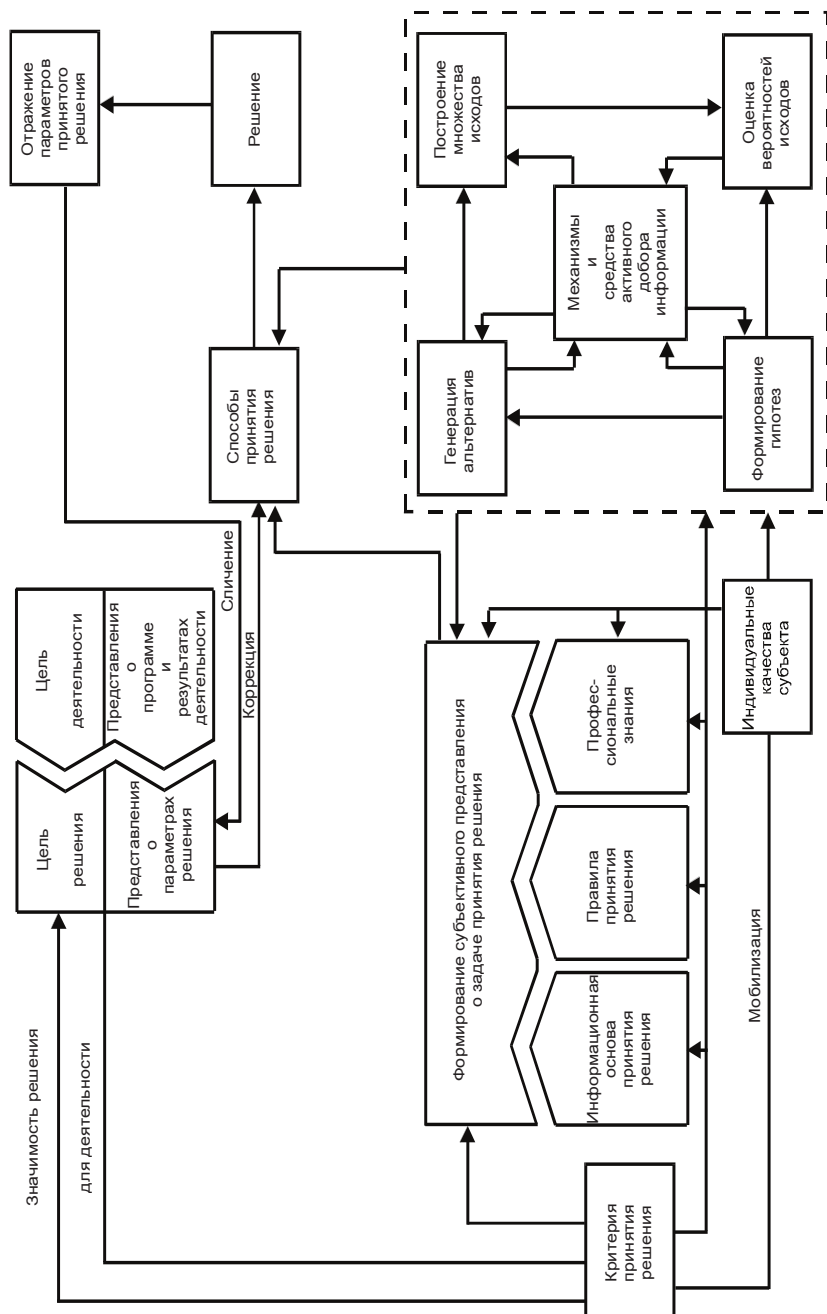 Значимость решения
для деятельности
Цель
решения
Представления
о
параметрах
решения
Цель
деятельности
Представления
о
программе
и
результатах
деятельности
Сличение
Коррекция
Отражение
параметров
принятого
решения
Решение
Способы
принятия
решения
Критерии
принятия
решения
Формирование субъективного представления
о задаче принятия решения
Информационная
основа
принятия
решения
Правила
принятия
решения
Профес-
сиональные
знания
Мобилизация
Индивидуальные
качества
субъекта
Генерация
альтернатив
Построение
множества
исходов
Механизмы
и
средства
активного
добора
информации
Формирование
гипотез
Оценка
вероятностей
исходов